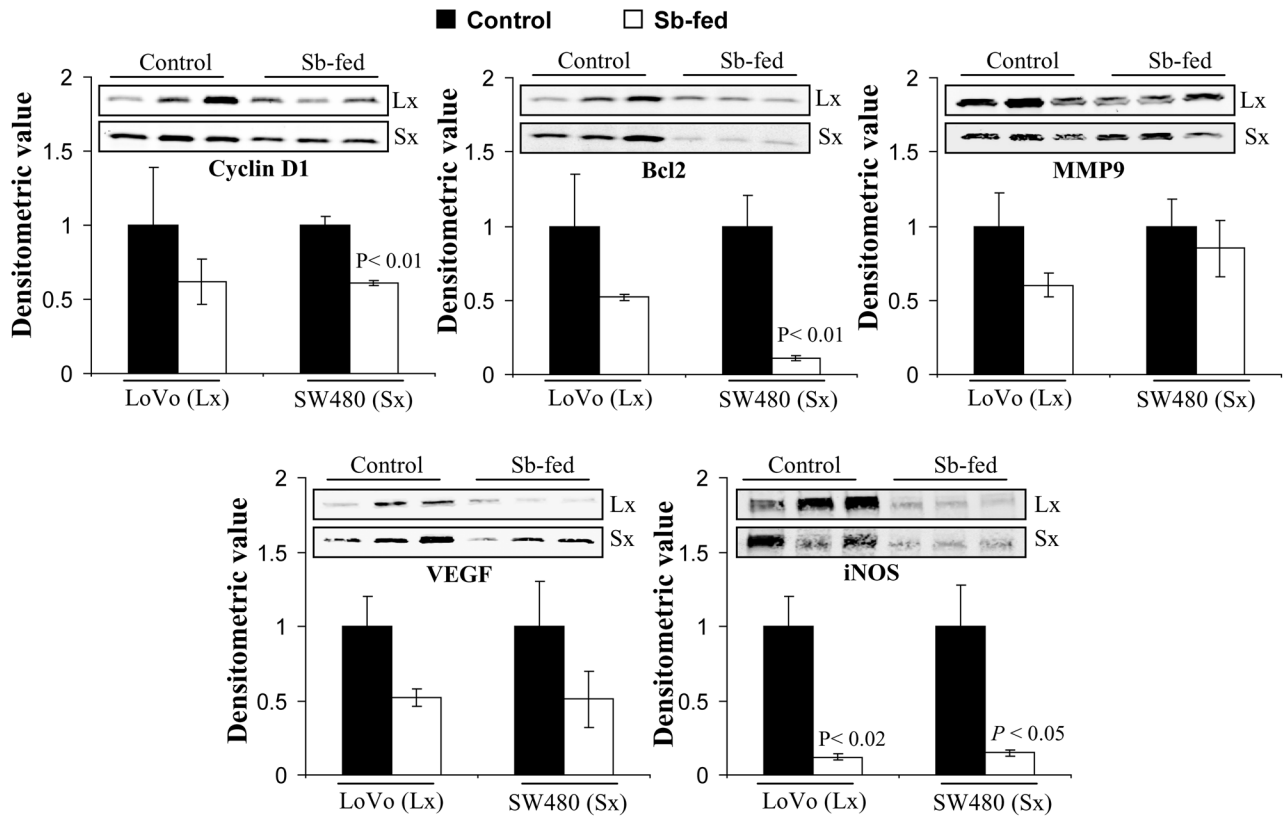 Control Sb-fed
Control Sb-fed
Lx
Sx
Cyclin D1
Densitometric value
2
1.5
1
0.5
0
P< 0.01
LoVo (Lx) SW480 (Sx)
Control Sb-fed
Lx
Sx
Bcl2
Densitometric value
2
1.5
1
0.5
0
P< 0.01
LoVo (Lx) SW480 (Sx)
Control Sb-fed
Lx
Sx
MMP9
Densitometric value
2
1.5
1
0.5
0
LoVo (Lx) SW480 (Sx)
Control Sb-fed
Lx
Sx
VEGF
Densitometric value
2
1.5
1
0.5
0
LoVo (Lx) SW480 (Sx)
Control Sb-fed
Lx
Sx
iNOS
Densitometric value
2
1.5
1
0.5
0
P< 0.02 P< 0.05
LoVo (Lx) SW480 (Sx)